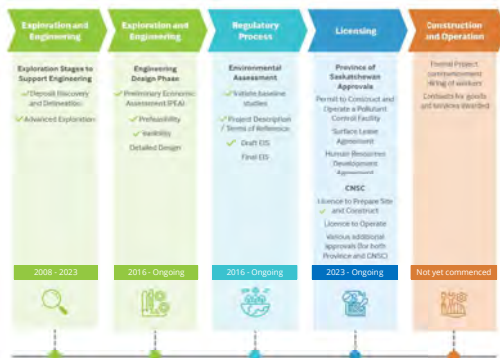 Exploration and
Engineering
Exploration and
Engineering
Regulatory
Process
Licensing
Construction
and Operation
Exploration Stages to
Support Engineering
Deposit Discovery
and Delineation
Advanced Exploration
2008 - 2023
Engineering
Design Phase
Preliminary Economic
Assessment (PEA)
Prefeasibility
Feasibility
Detailed Design
2016 - Ongoing
Environmental
Assessment
Initiate baseline
studies
Project Description
/ Terms of Reference
Draft EIS
Final EIS
2016 - Ongoing
Province of
Saskatchewan
Approvals
Permit to Construct and
Operate a Pollutant
Control Facility
Surface Lease
Agreement
Human Resources
Development
Agreement
CNSC
Licence to Prepare Site
and Construct
Licence to Operate
Various additional
approvals (for both
Province and CNSC)
2023 - Ongoing
Formal Project
commencement
Hiring of workers
Contracts for goods
and services awarded
Not yet commenced